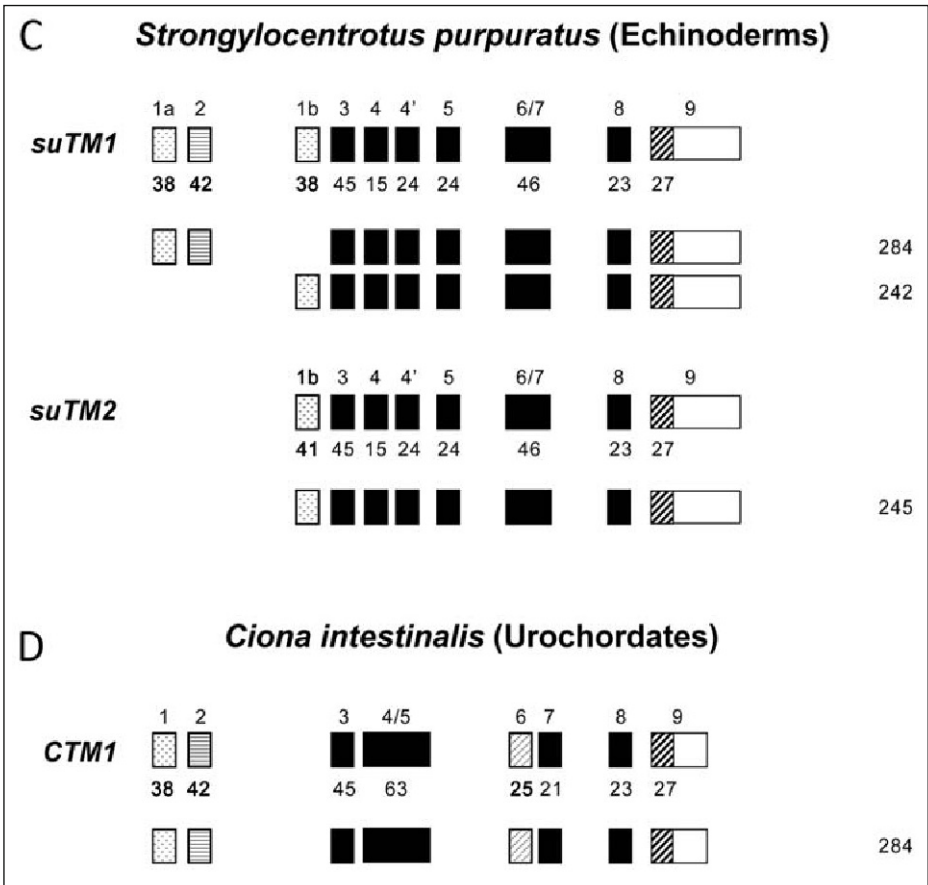 C Strongylocentrotus purpuratus (Echinoderms)
1a 2 1b 3 4 4' 5 6/7 8 9
suTM1
38 42 38 45 15 24 24 46 23 27
284
242
1b 3 4 4' 5 6/7 8 9
suTM2
41 45 15 24 24 46 23 27
245
D Ciona intestinalis (Urochordates)
1 2 3 4/5 6 7 8 9
CTM1
38 42 45 63 25 21 23 27
284